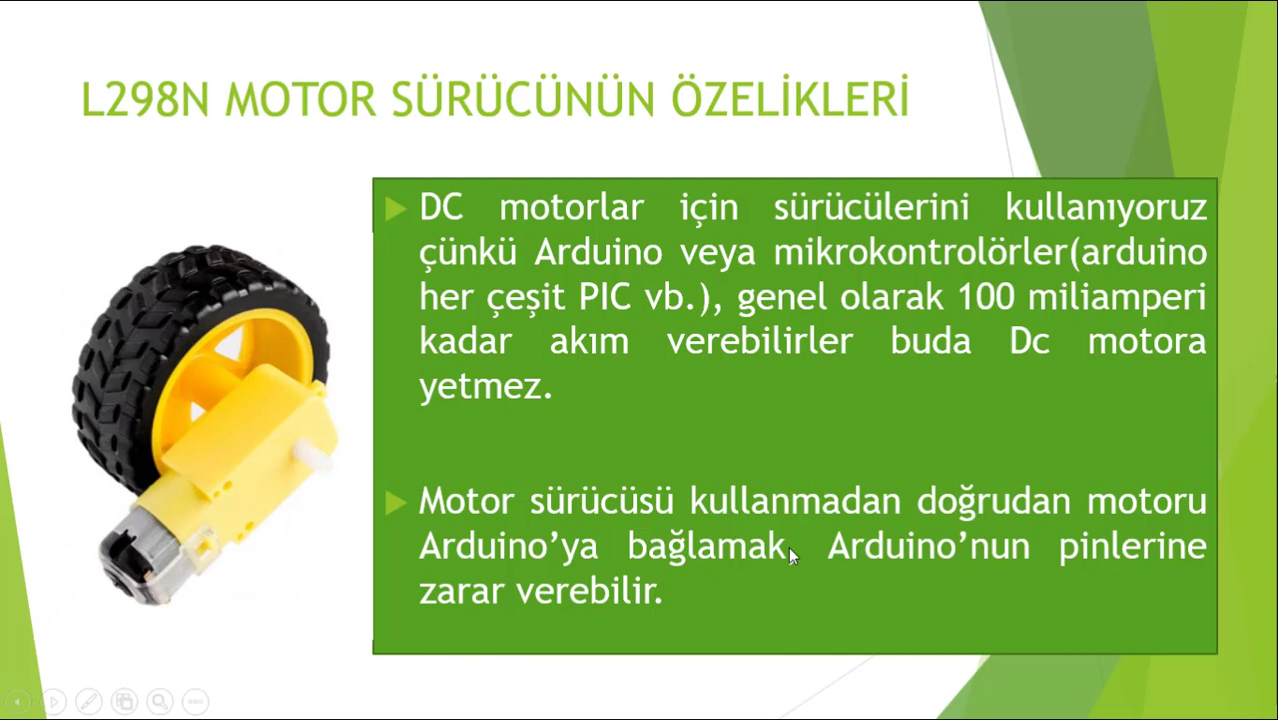 L298N MOTOR SÜRÜCÜNÜN ÖZELİKLERİ
DC motorlar için sürücülerini kullanıyoruz
çünkü Arduino veya mikrokontrolörler(arduino
her çeşit PIC vb.), genel olarak 100 miliamperi
kadar akım verebilirler buda Dc motora
yetmez.
Motor sürücüsü kullanmadan doğrudan motoru
Arduino’ya bağlamak, Arduino’nun pinlerine
zarar verebilir.